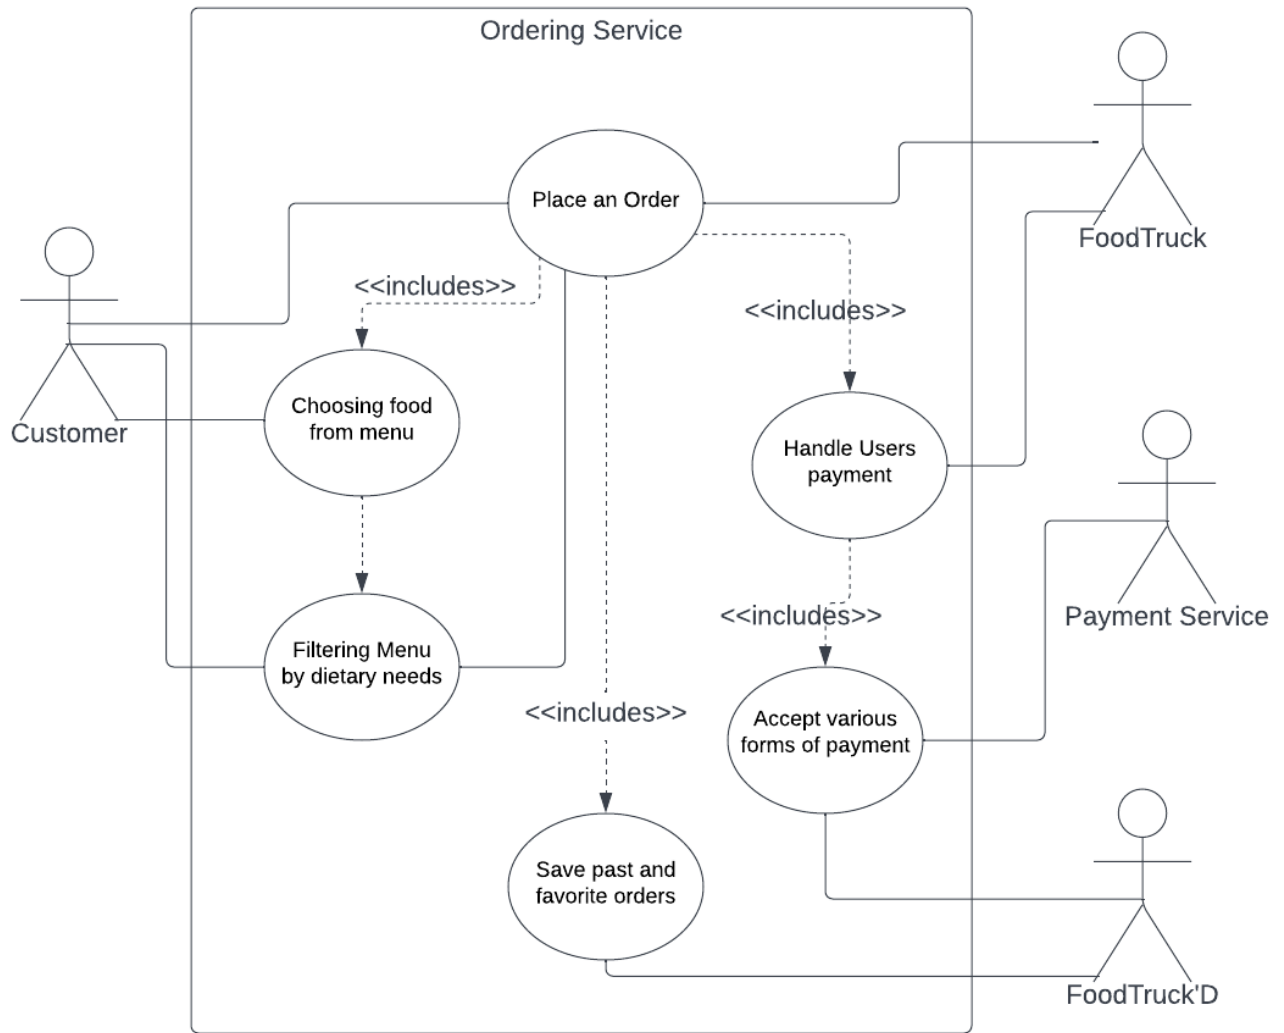 Ordering Service
Place an Order
FoodTruck
<<includes>>
<<includes>>
Choosing food
from menu
Customer
Handle Users
payment
<<includes>>
Payment Service
Filtering Menu
by dietary needs
<<includes>>
Accept various
forms of payment
Save past and
favorite orders
FoodTruck'D